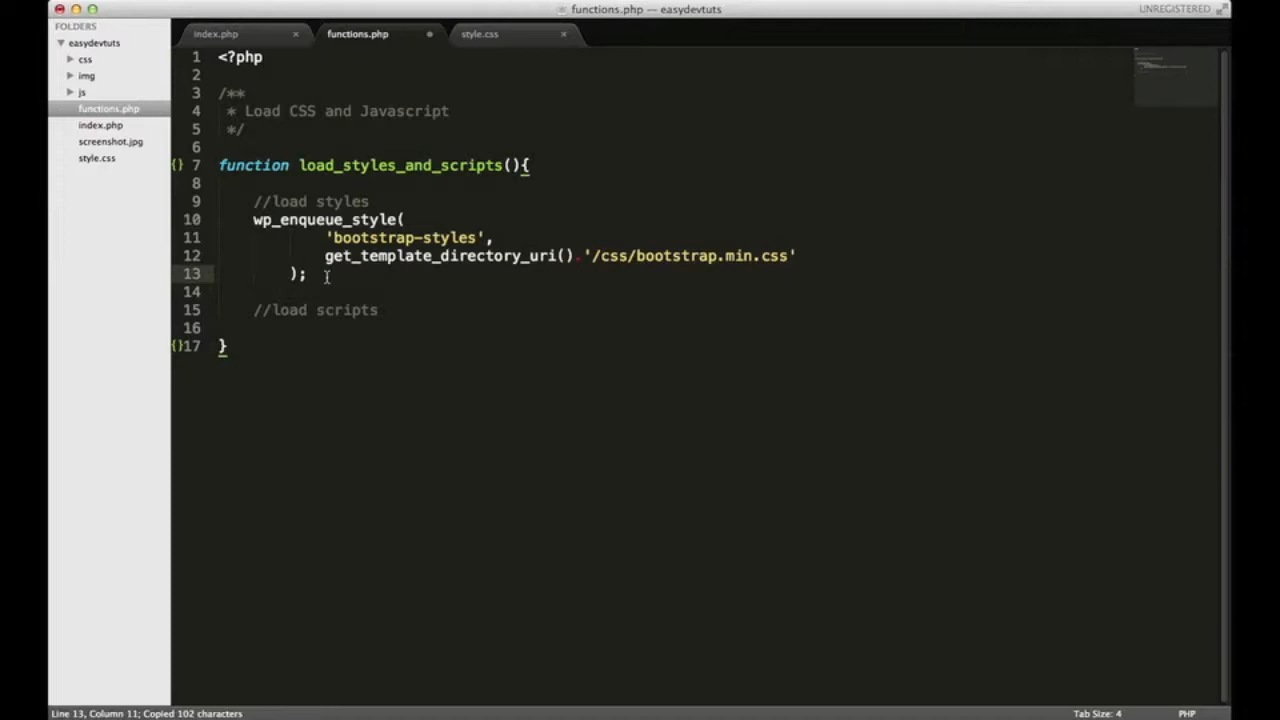 functions.php — easydevtuts
UNREGISTERED
FOLDERS
easydevtuts
css
img
js
functions.php
index.php
screenshot.jpg
style.css
index.php
functions.php
style.css
1 <?php
2
3 /**
4 * Load CSS and Javascript
5 */
6
{} 7 function load_styles_and_scripts(){
8
9 //load styles
10 wp_enqueue_style(
11 'bootstrap-styles',
12 get_template_directory_uri().'/css/bootstrap.min.css'
13 );
14
15 //load scripts
16
{}17 }
Line 13, Column 11; Copied 102 characters
Tab Size: 4
PHP